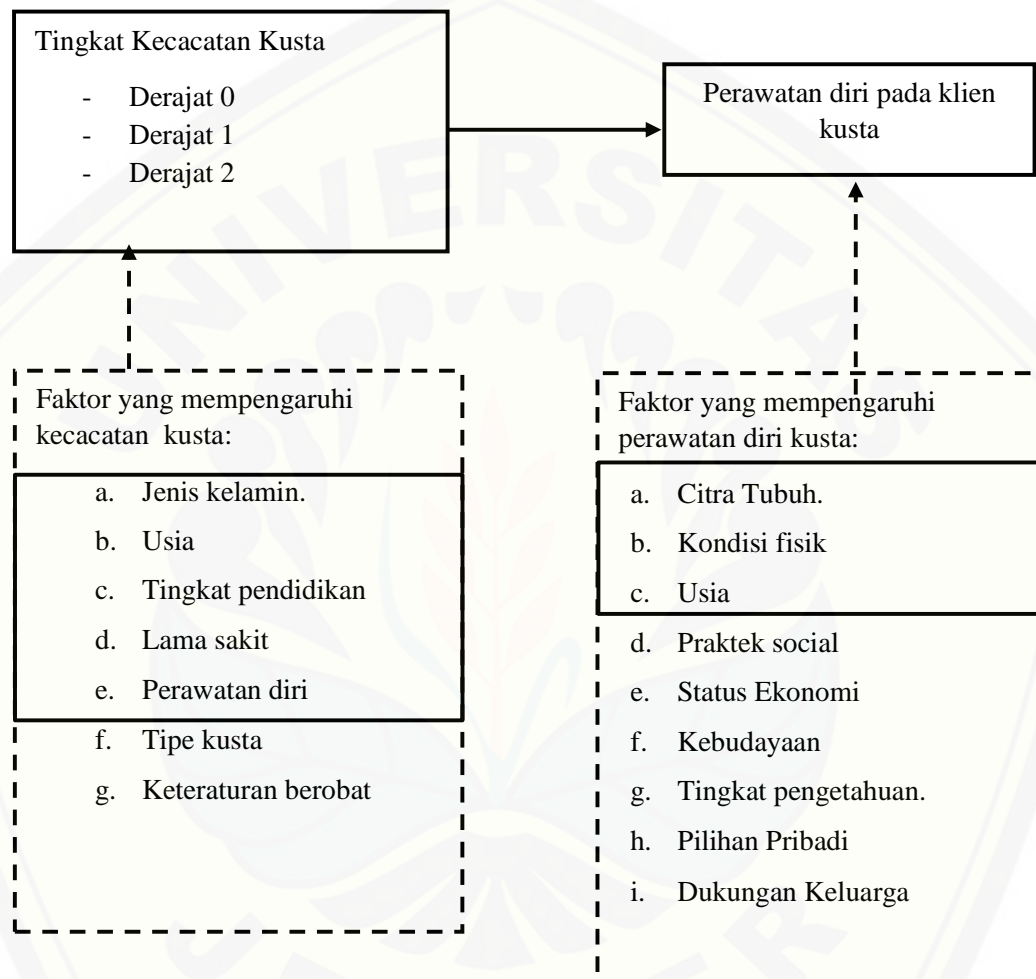 Tingkat Kecacatan Kusta
- Derajat 0
- Derajat 1
- Derajat 2
Perawatan diri pada klien
kusta
Faktor yang mempengaruhi
kecacatan kusta:
a. Jenis kelamin.
b. Usia
c. Tingkat pendidikan
d. Lama sakit
e. Perawatan diri
f. Tipe kusta
g. Keteraturan berobat
Faktor yang mempengaruhi
perawatan diri kusta:
a. Citra Tubuh.
b. Kondisi fisik
c. Usia
d. Praktek social
e. Status Ekonomi
f. Kebudayaan
g. Tingkat pengetahuan.
h. Pilihan Pribadi
i. Dukungan Keluarga
UNIVERSITAS